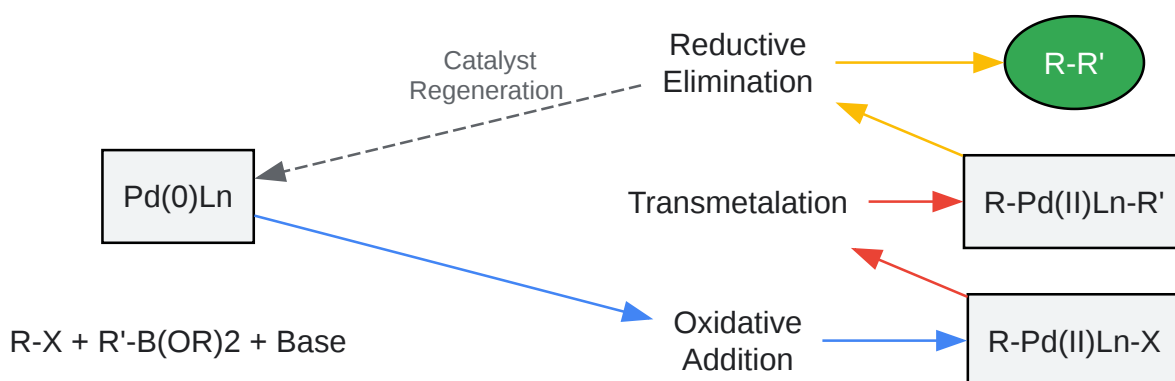 Reductive
Elimination
R-R'
Catalyst
Regeneration
Pd(0)Ln
Transmetalation
R-Pd(II)Ln-R'
R-X + R'-B(OR)2 + Base
Oxidative
Addition
R-Pd(II)Ln-X